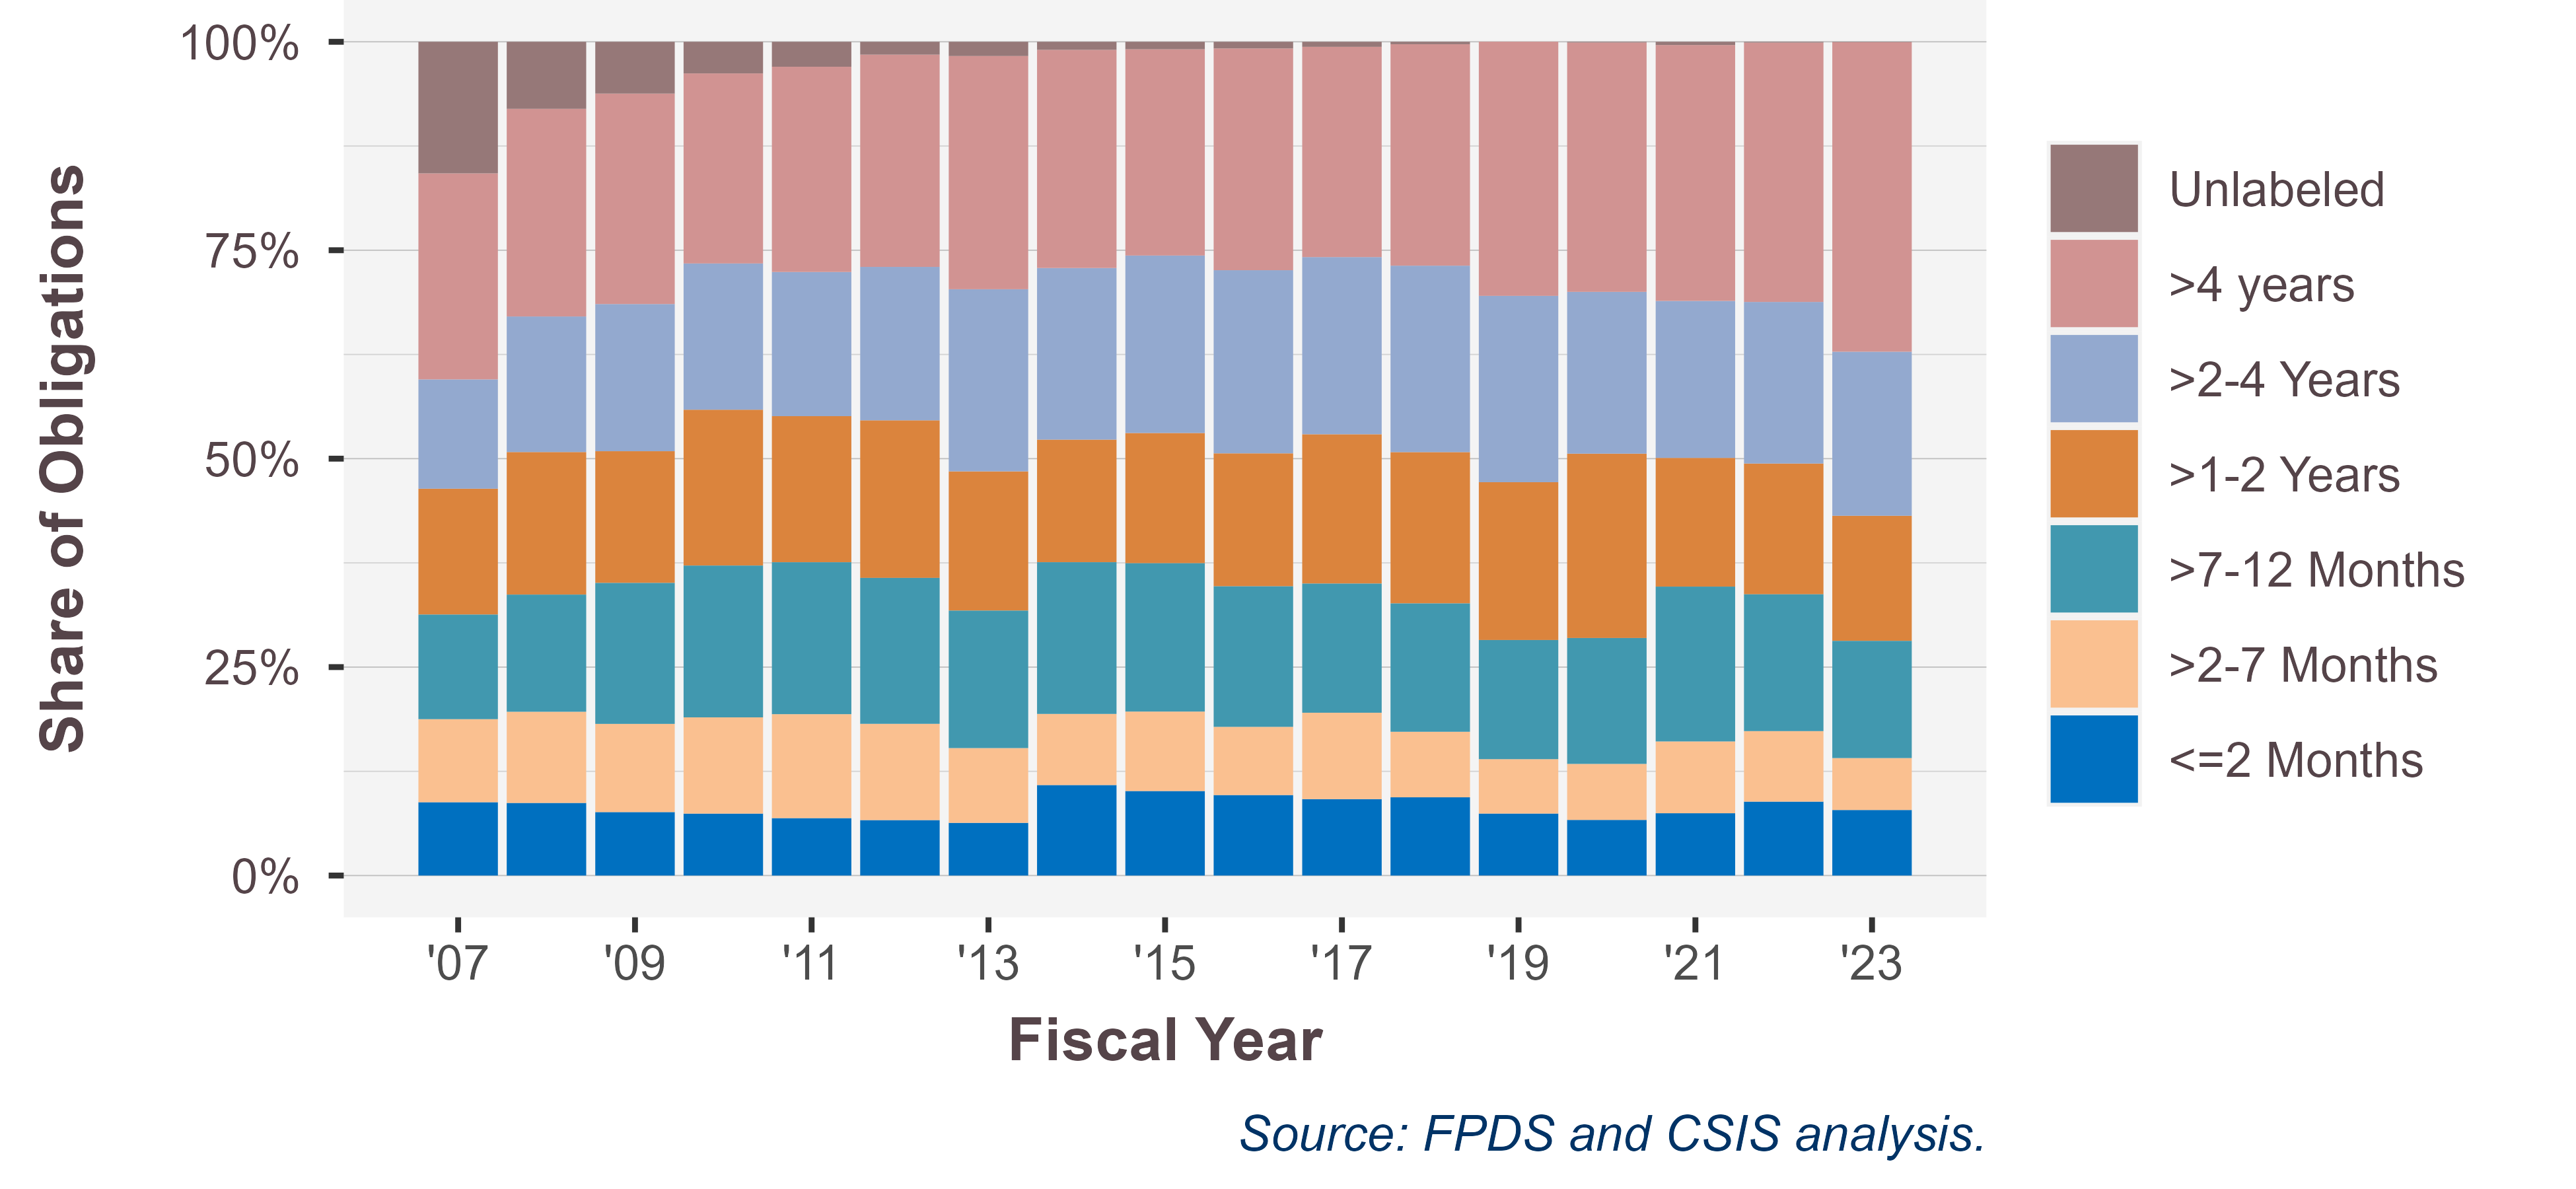 Share of Obligations
100%
75%
50%
25%
0%
'07 '09 '11 '13 '15 '17 '19 '21 '23
Fiscal Year
Unlabeled
>4 years
>2-4 Years
>1-2 Years
>7-12 Months
>2-7 Months
<=2 Months
Source: FPDS and CSIS analysis.